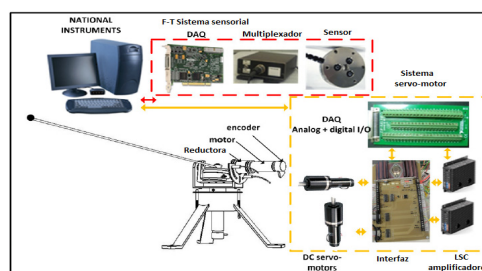 NATIONAL
INSTRUMENTS
F-T Sistema sensorial
DAQ
Multiplexador
Sensor
Sistema
servo-motor
DAQ
Analog + digital I/O
encoder
motor
Reductora
DC servo-
motors
Interfaz
LSC
amplificador